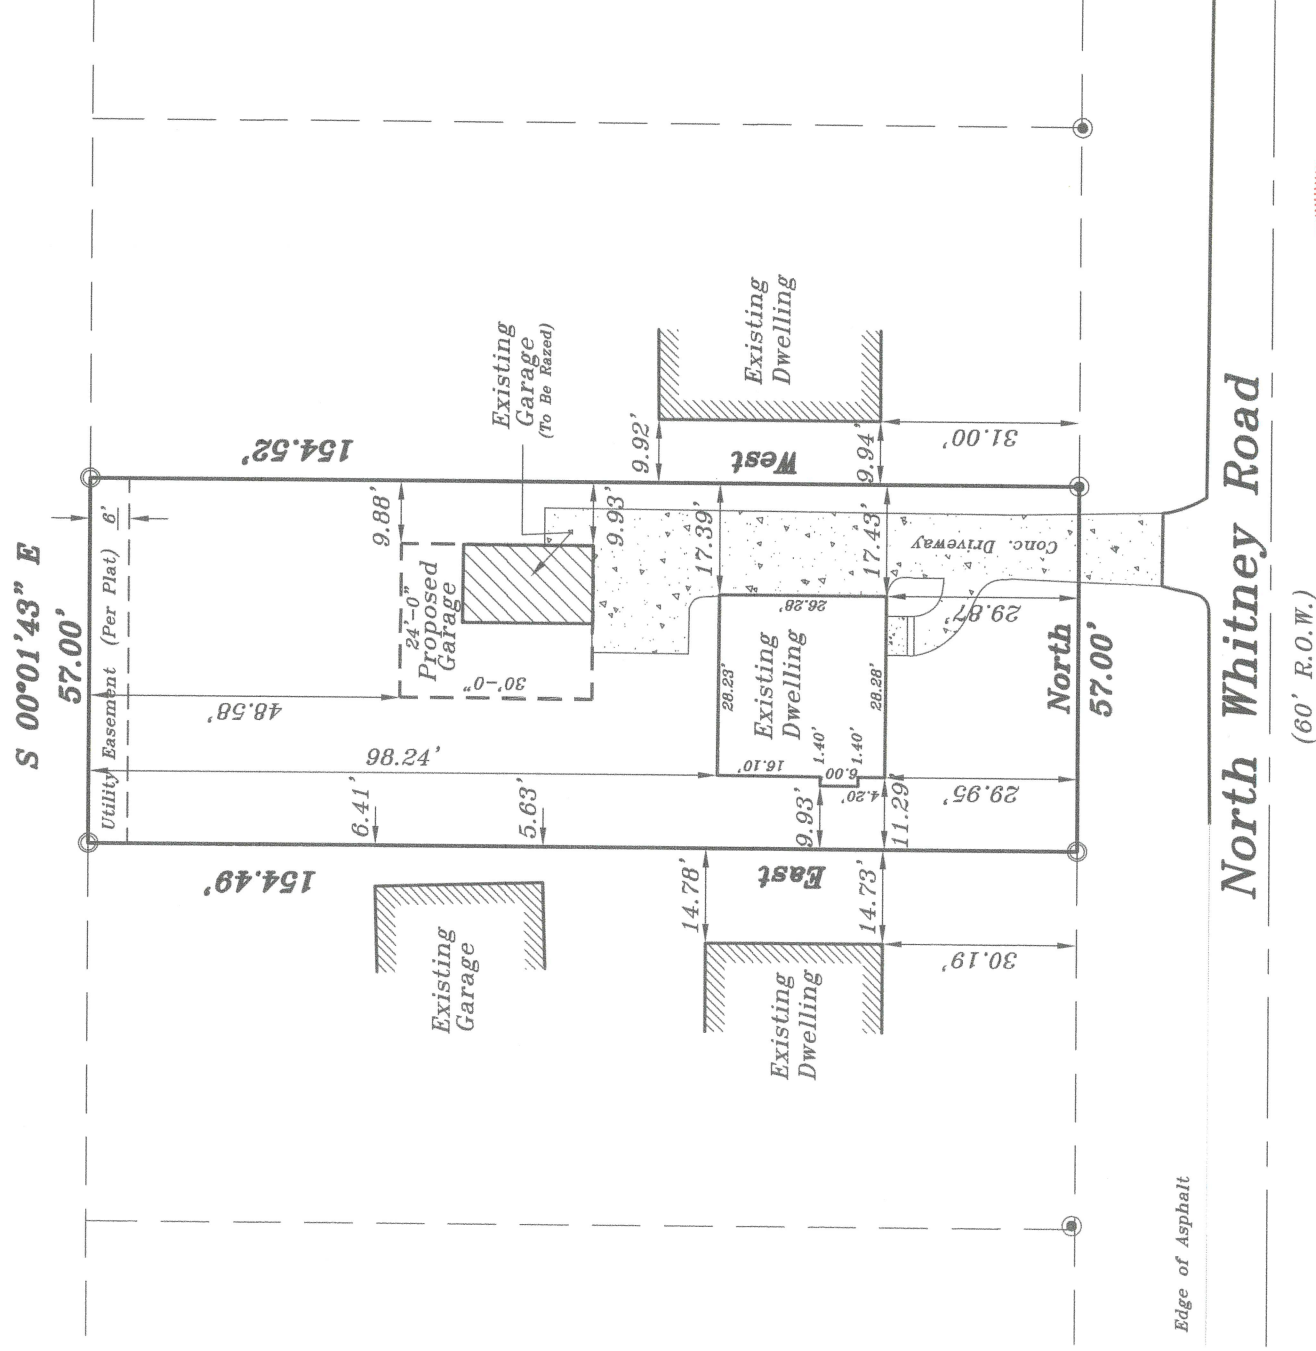 S 00°01'43" E
57.00'
Utility Easement (Per Plat)
6'
154.52'
154.49'
Existing
Garage
(To Be Razed)
9.88'
9.93'
24'-0"
Proposed
Garage
30'-0"
48.58'
98.24'
6.41'
5.63'
Existing
Garage
9.92'
9.94'
West
Existing
Dwelling
31.00'
17.39'
17.43'
Conc. Driveway
26.28'
28.23'
Existing
Dwelling
28.28'
16.10'
1.40'
6.00'
1.40'
4.20'
29.87'
29.95'
9.93'
11.29'
East
14.78'
14.73'
Existing
Dwelling
30.19'
North
57.00'
North Whitney Road
(60' R.O.W.)
Edge of Asphalt